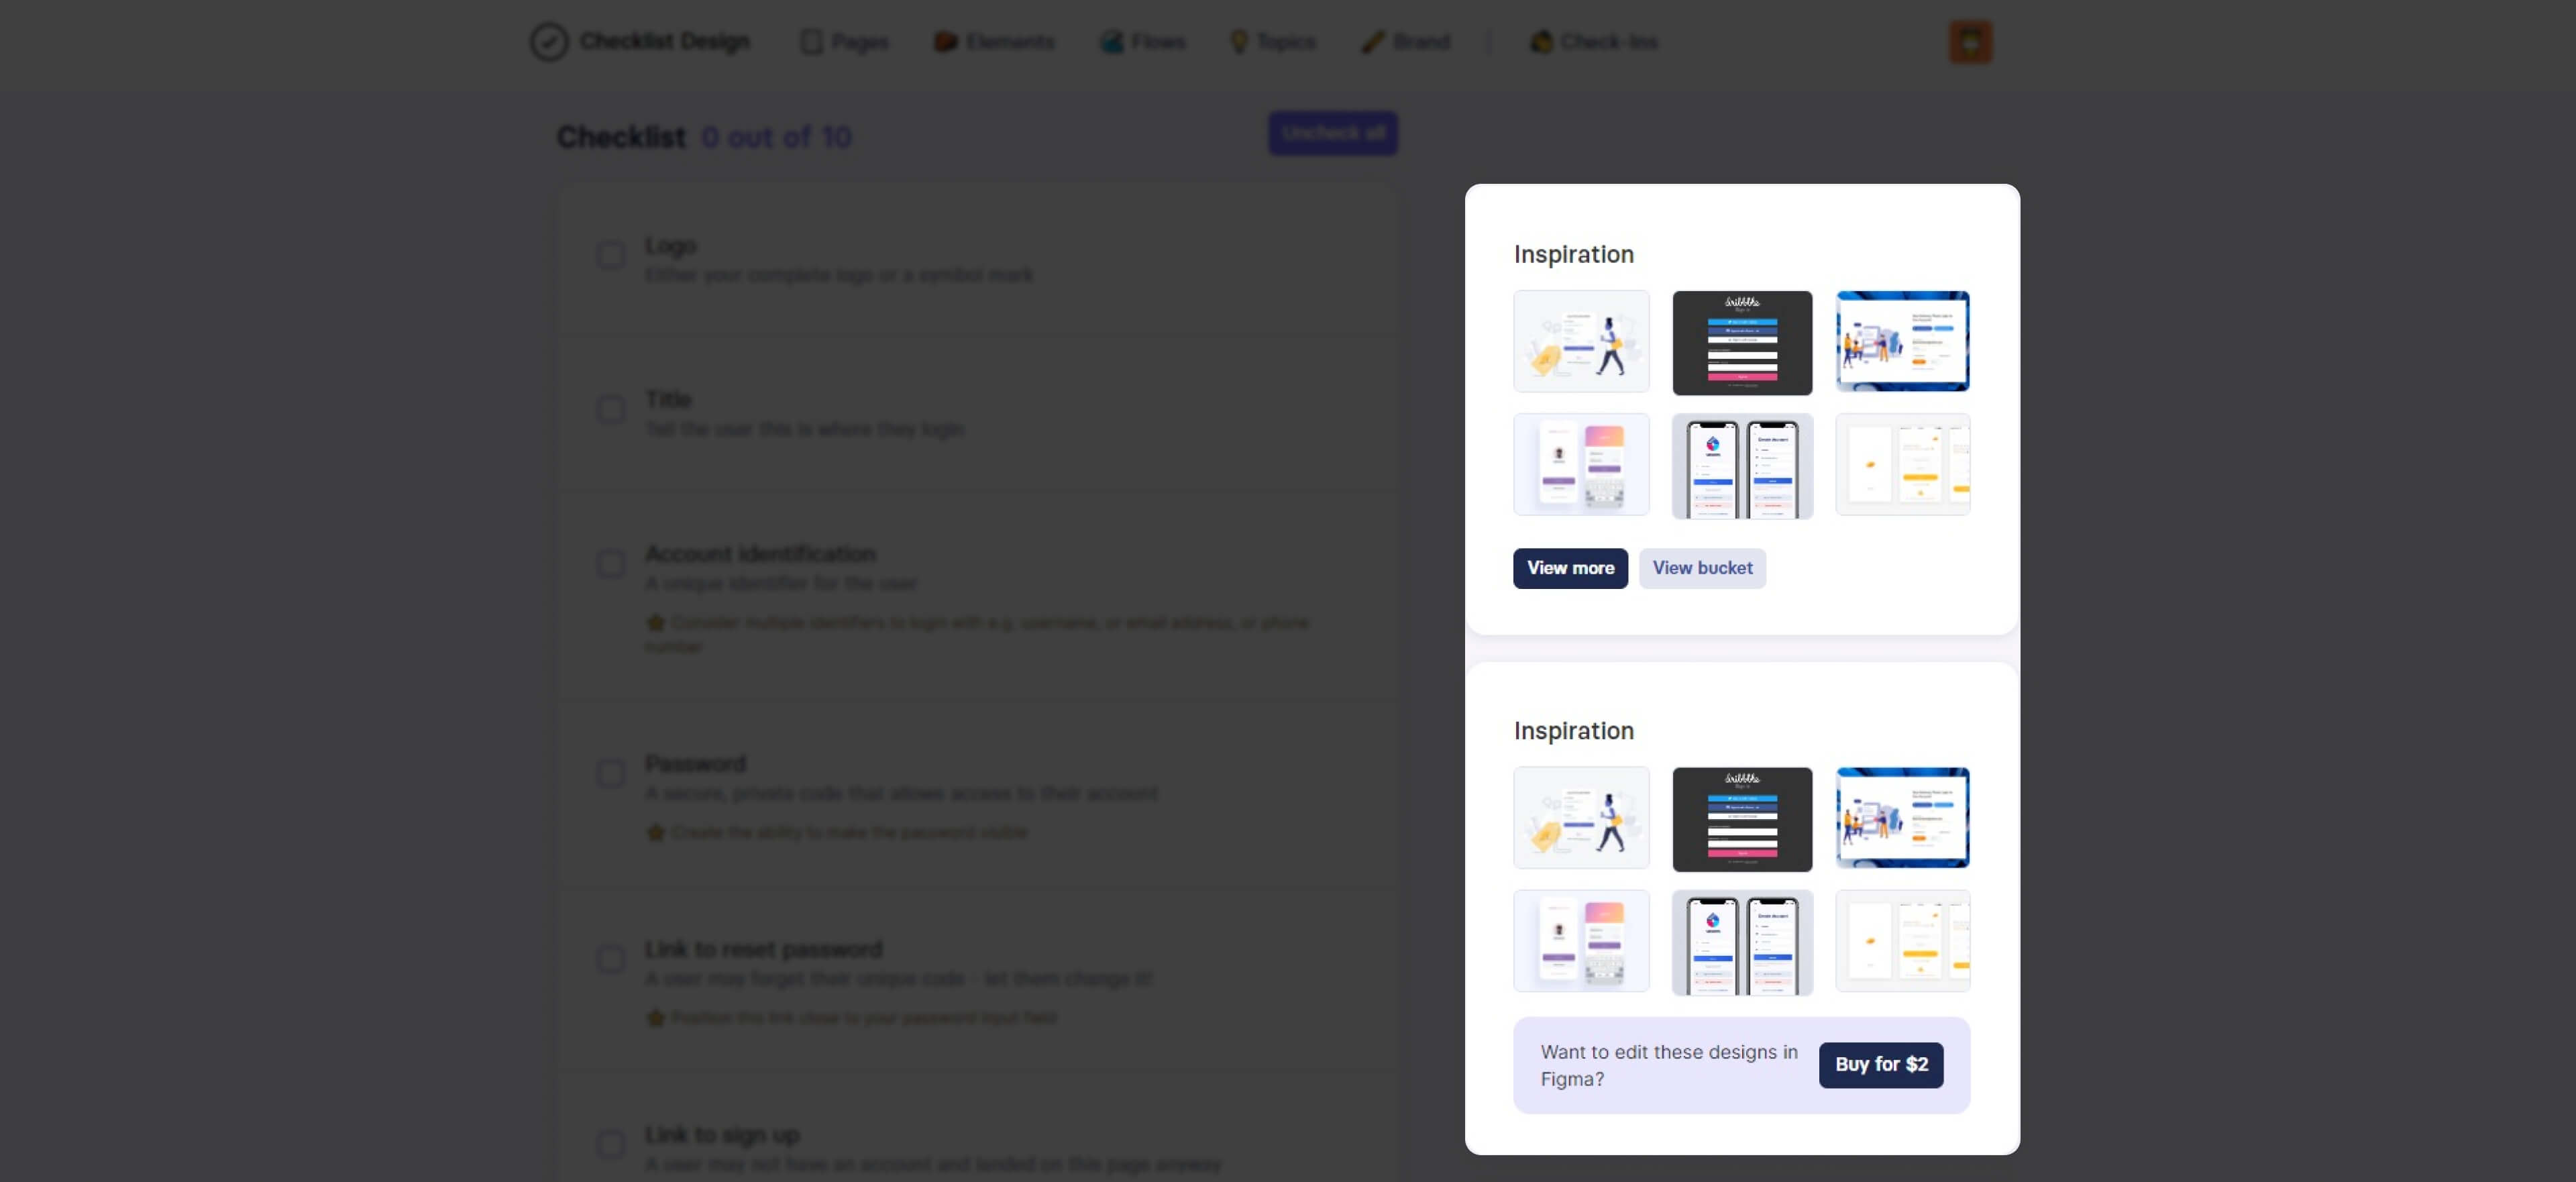 Checklist Design
Pages
Elements
Flows
Topics
Brand
Check-Ins
Checklist 0 out of 10
Uncheck all
Logo
Either your complete logo or a symbol mark
Title
Tell the user this is where they login
Account identification
A unique identifier for the user
Consider multiple identifiers to login with e.g. username, or email address, or phone
number
Password
A secure, private code that allows access to their account
Create the ability to make the password visible
Link to reset password
A user may forget their unique code - let them change it!
Position this link close to your password input field
Link to sign up
A user may not have an account and landed on this page anyway
Inspiration
dribbble
Sign in
View more
View bucket
Inspiration
dribbble
Sign in
Want to edit these designs in
Figma?
Buy for $2